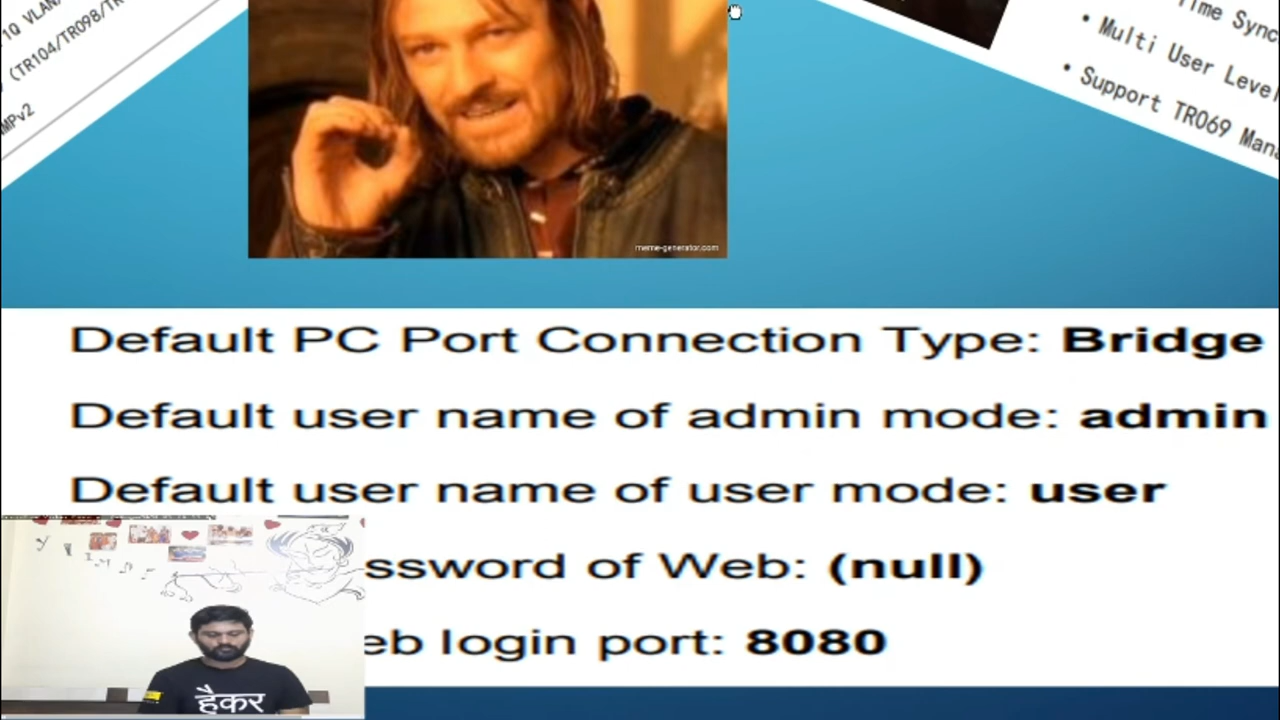 1Q VLAN
(TR104/TR098/TR
MPv2
Time Sync
• Multi User Level
• Support TR069 Mana
meme-generator.com
Default PC Port Connection Type: Bridge
Default user name of admin mode: admin
Default user name of user mode: user
ssword of Web: (null)
eb login port: 8080
हैकर